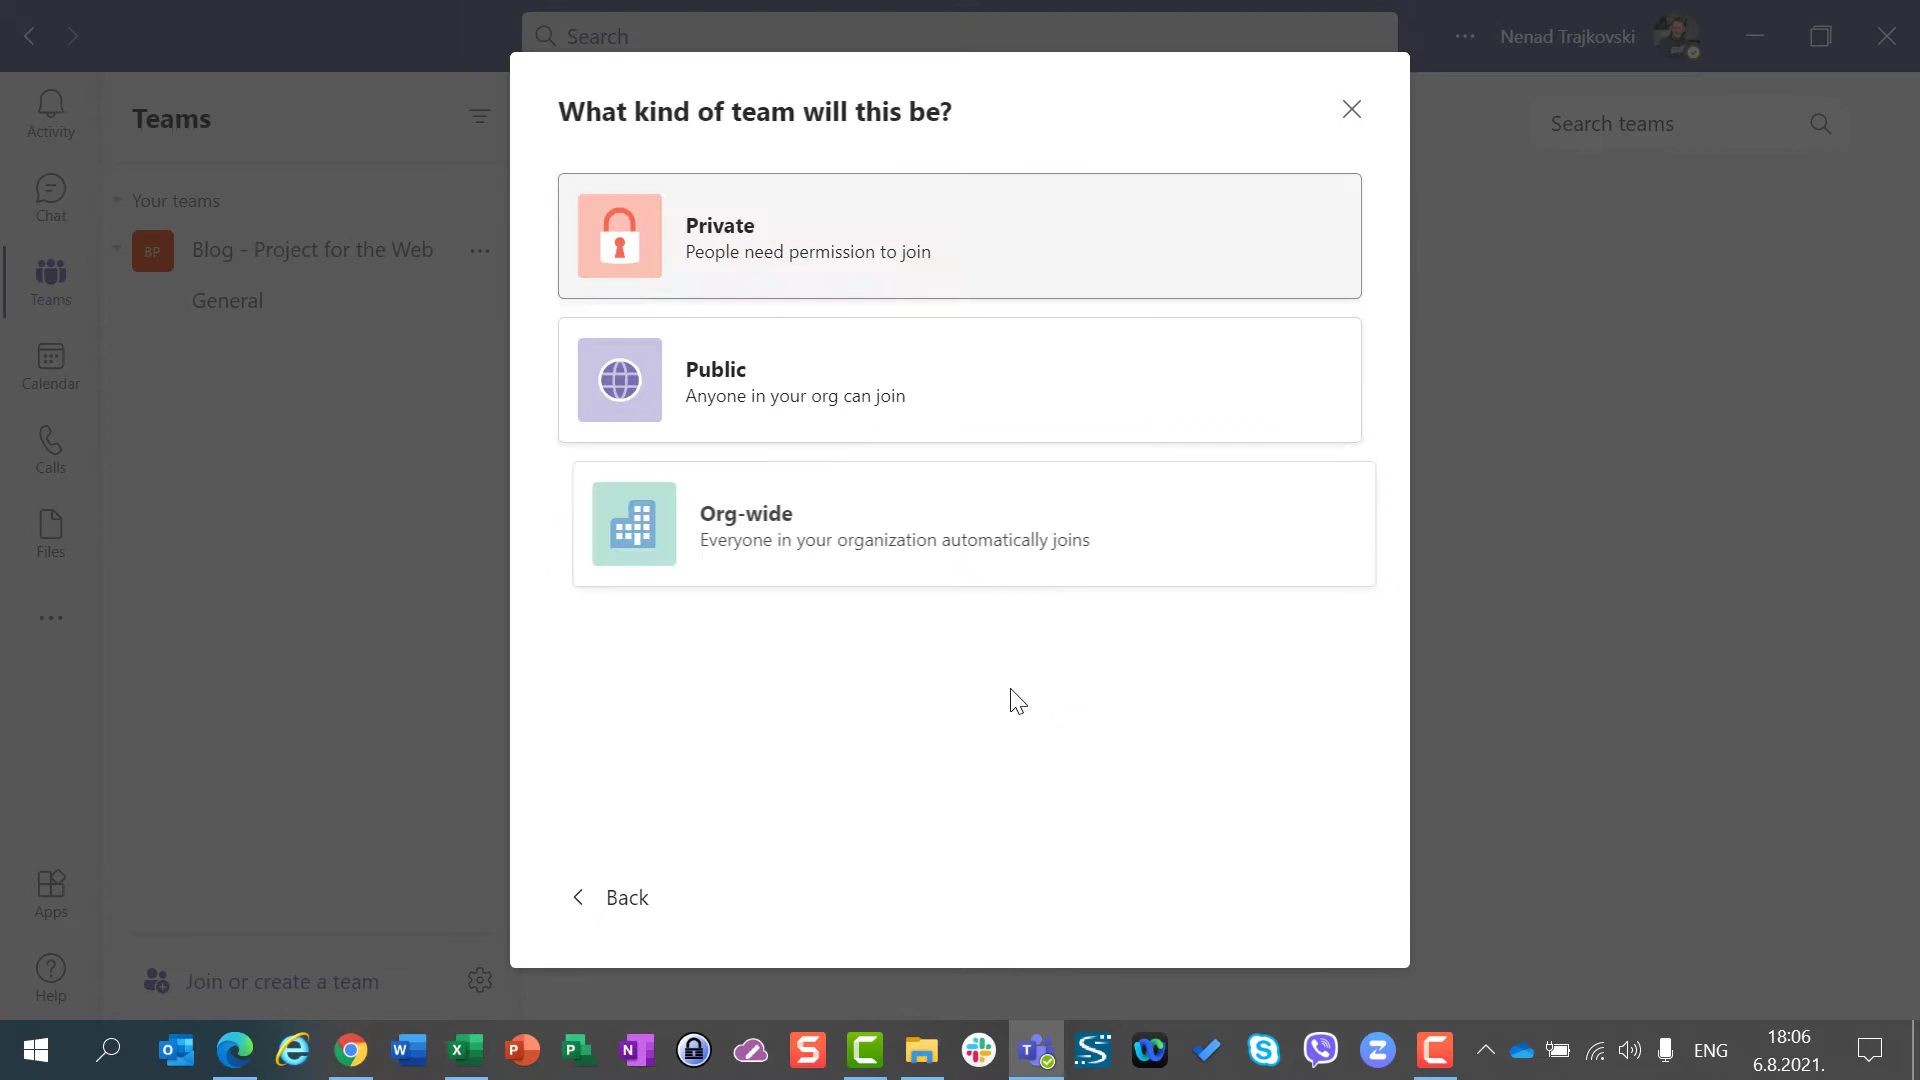 Search
Nenad Trajkovski
What kind of team will this be?
Activity
Chat
Teams
Calendar
Calls
Files
Apps
Help
Teams
Your teams
BP
Blog - Project for the Web
General
Join or create a team
Private
People need permission to join
Public
Anyone in your org can join
Org-wide
Everyone in your organization automatically joins
Back
Search teams
ENG
18:06
6.8.2021.